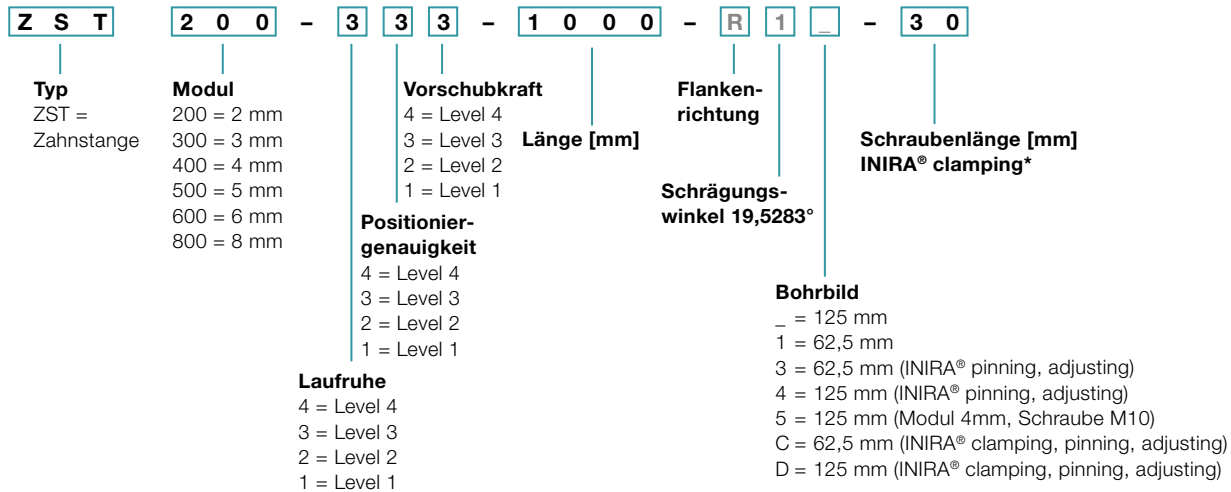 Z S T 2 0 0 – 3 3 3 – 1 0 0 0 – R 1 _ – 3 0
Typ
ZST =
Zahnstange
Modul
200 = 2 mm
300 = 3 mm
400 = 4 mm
500 = 5 mm
600 = 6 mm
800 = 8 mm
Laufruhe
4 = Level 4
3 = Level 3
2 = Level 2
1 = Level 1
Positionier-
genauigkeit
4 = Level 4
3 = Level 3
2 = Level 2
1 = Level 1
Vorschubkraft
4 = Level 4
3 = Level 3
2 = Level 2
1 = Level 1
Länge [mm]
Flanken-
richtung
Schrägungs-
winkel 19,5283°
Bohrbild
_ = 125 mm
1 = 62,5 mm
3 = 62,5 mm (INIRA® pinning, adjusting)
4 = 125 mm (INIRA® pinning, adjusting)
5 = 125 mm (Modul 4mm, Schraube M10)
C = 62,5 mm (INIRA® clamping, pinning, adjusting)
D = 125 mm (INIRA® clamping, pinning, adjusting)
Schraubenlänge [mm]
INIRA® clamping*